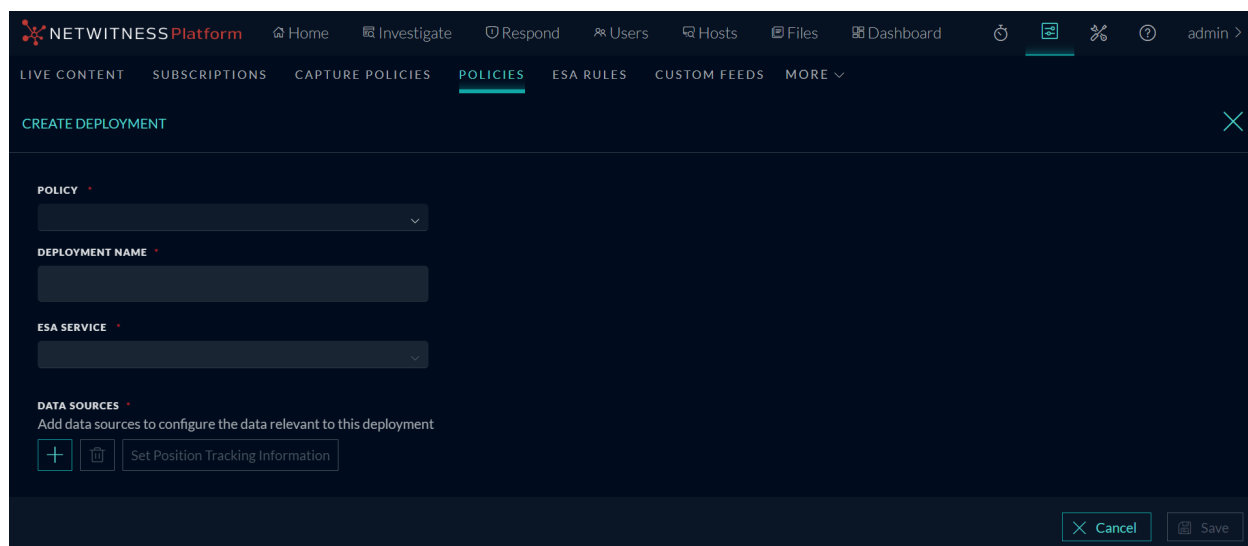 NETWITNESS Platform Home Investigate Respond Users Hosts Files Dashboard admin >
LIVE CONTENT SUBSCRIPTIONS CAPTURE POLICIES POLICIES ESA RULES CUSTOM FEEDS MORE
CREATE DEPLOYMENT
POLICY *
DEPLOYMENT NAME *
ESA SERVICE *
DATA SOURCES *
Add data sources to configure the data relevant to this deployment
Set Position Tracking Information
Cancel Save